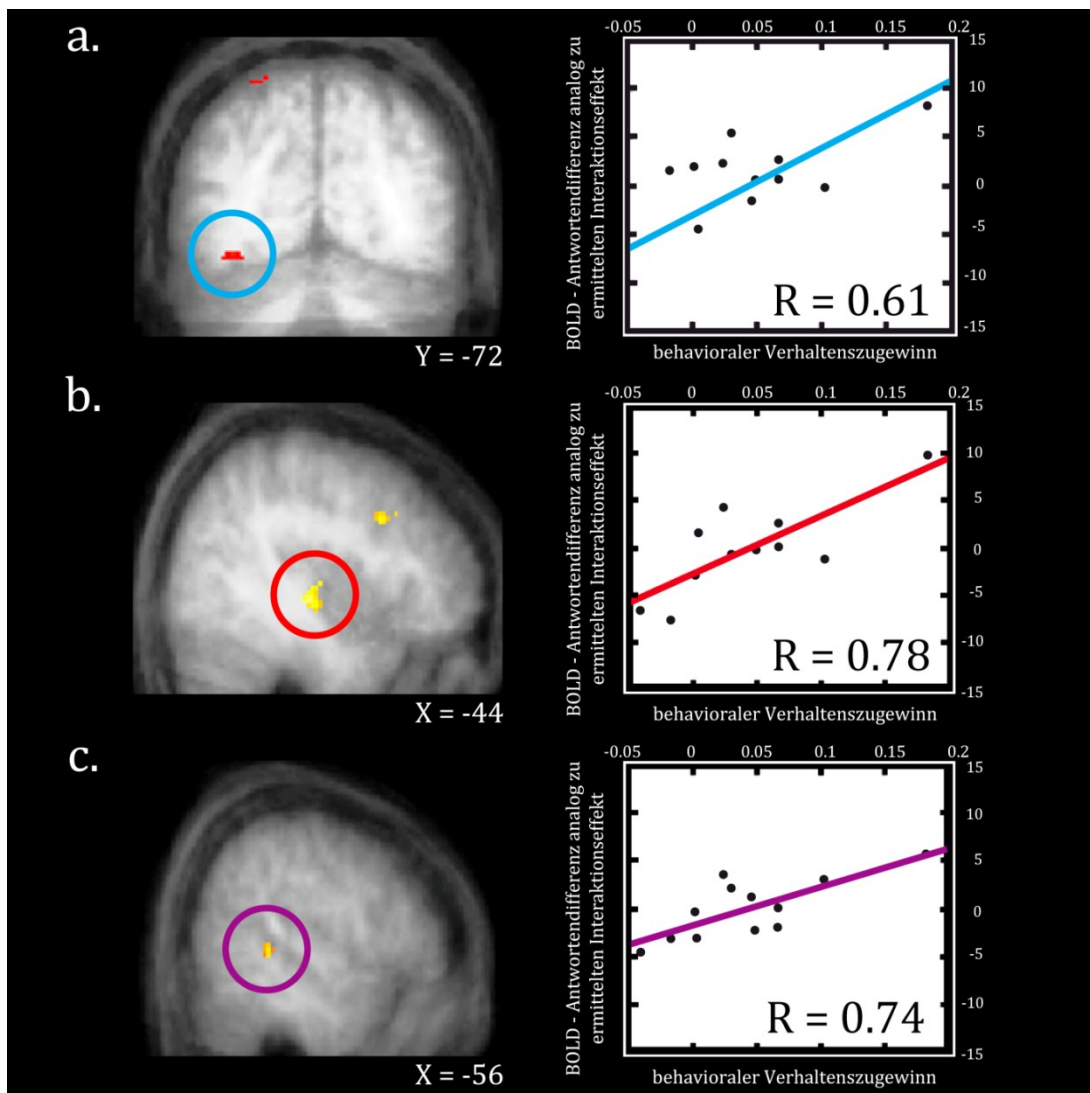 a.
Y = -72
-0.05 0 0.05 0.1 0.15 0.2
15
10
5
0
-5
-10
-15
BOLD - Antwortendifferenz analog zu
ermittelten Interaktionseffekt
R = 0.61
behavioraler Verhaltenszugewinn
b.
X = -44
-0.05 0 0.05 0.1 0.15 0.2
15
10
5
0
-5
-10
-15
BOLD - Antwortendifferenz analog zu
ermittelten Interaktionseffekt
R = 0.78
behavioraler Verhaltenszugewinn
c.
X = -56
-0.05 0 0.05 0.1 0.15 0.2
15
10
5
0
-5
-10
-15
BOLD - Antwortendifferenz analog zu
ermittelten Interaktionseffekt
R = 0.74
behavioraler Verhaltenszugewinn